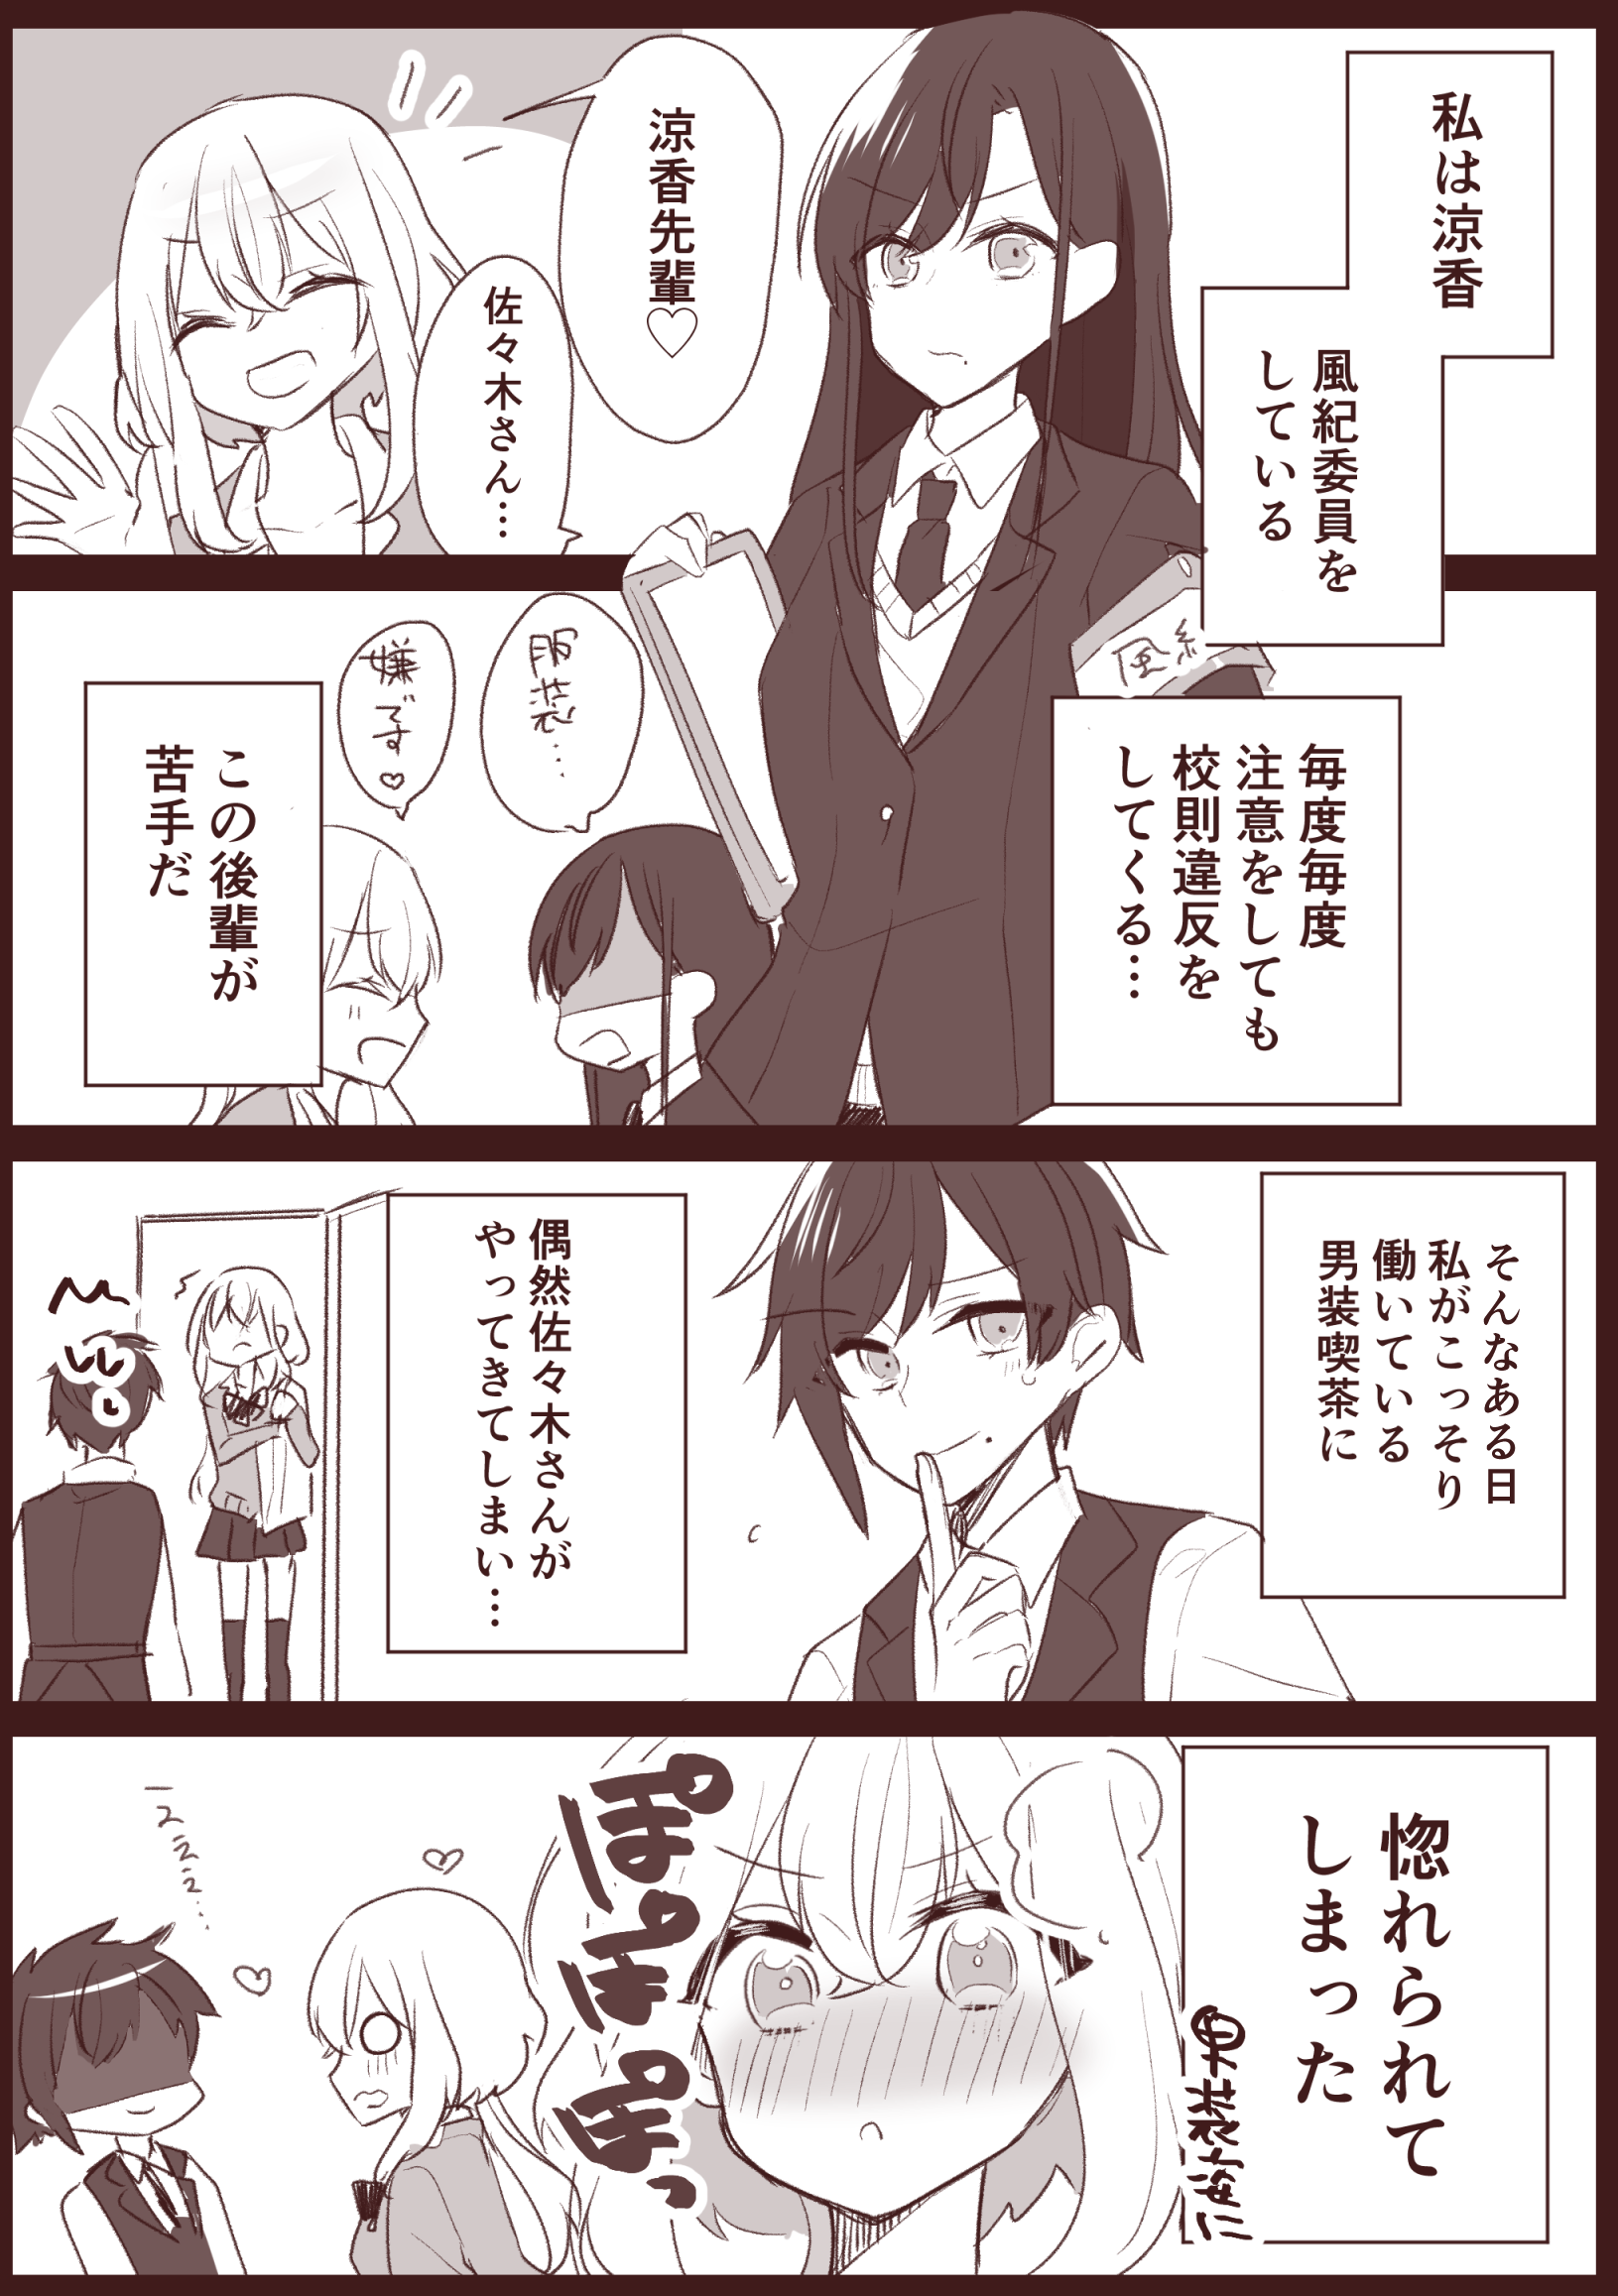 私は涼香
風紀委員を
している
涼香先輩♡
佐々木さん…
風紀
毎度毎度
注意をしても
校則違反を
してくる…
服装…
嫌です♡
この後輩が
苦手だ
そんなある日
私がこっそり
働いている
男装喫茶に
偶然佐々木さんが
やってきてしまい…
惚れられて
しまった
男装姿に
ぽぽぽっ